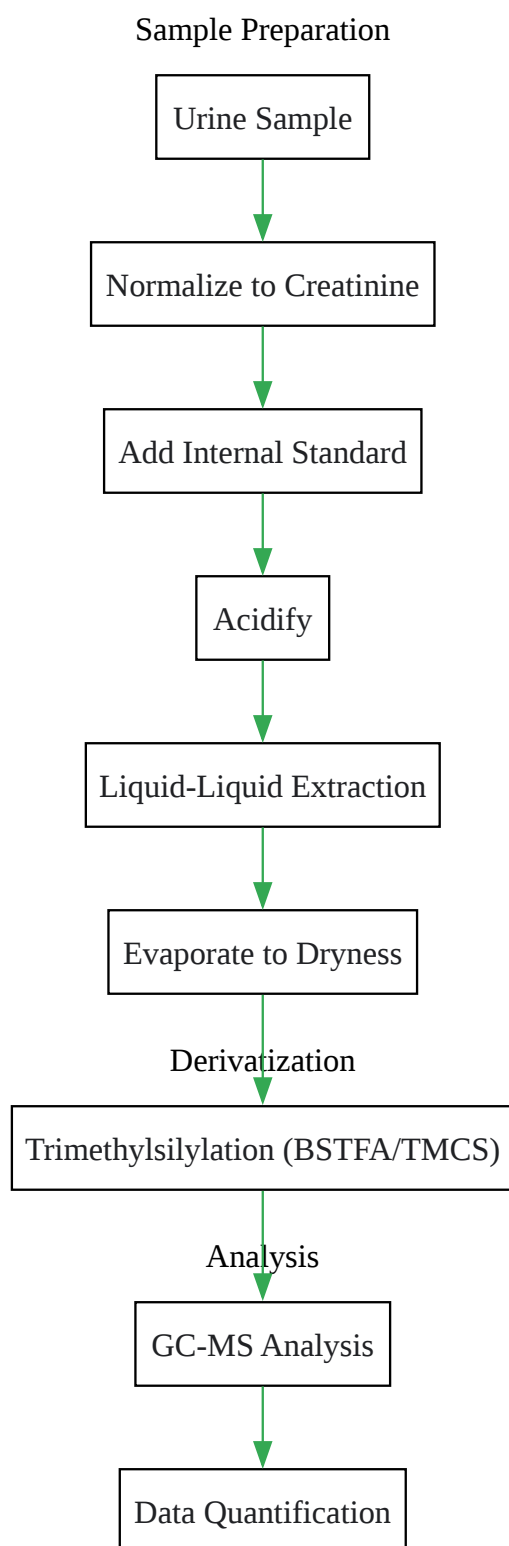 Sample Preparation
Urine Sample
Normalize to Creatinine
Add Internal Standard
Acidify
Liquid-Liquid Extraction
Evaporate to Dryness
Derivatization
Trimethylsilylation (BSTFA/TMCS)
Analysis
GC-MS Analysis
Data Quantification